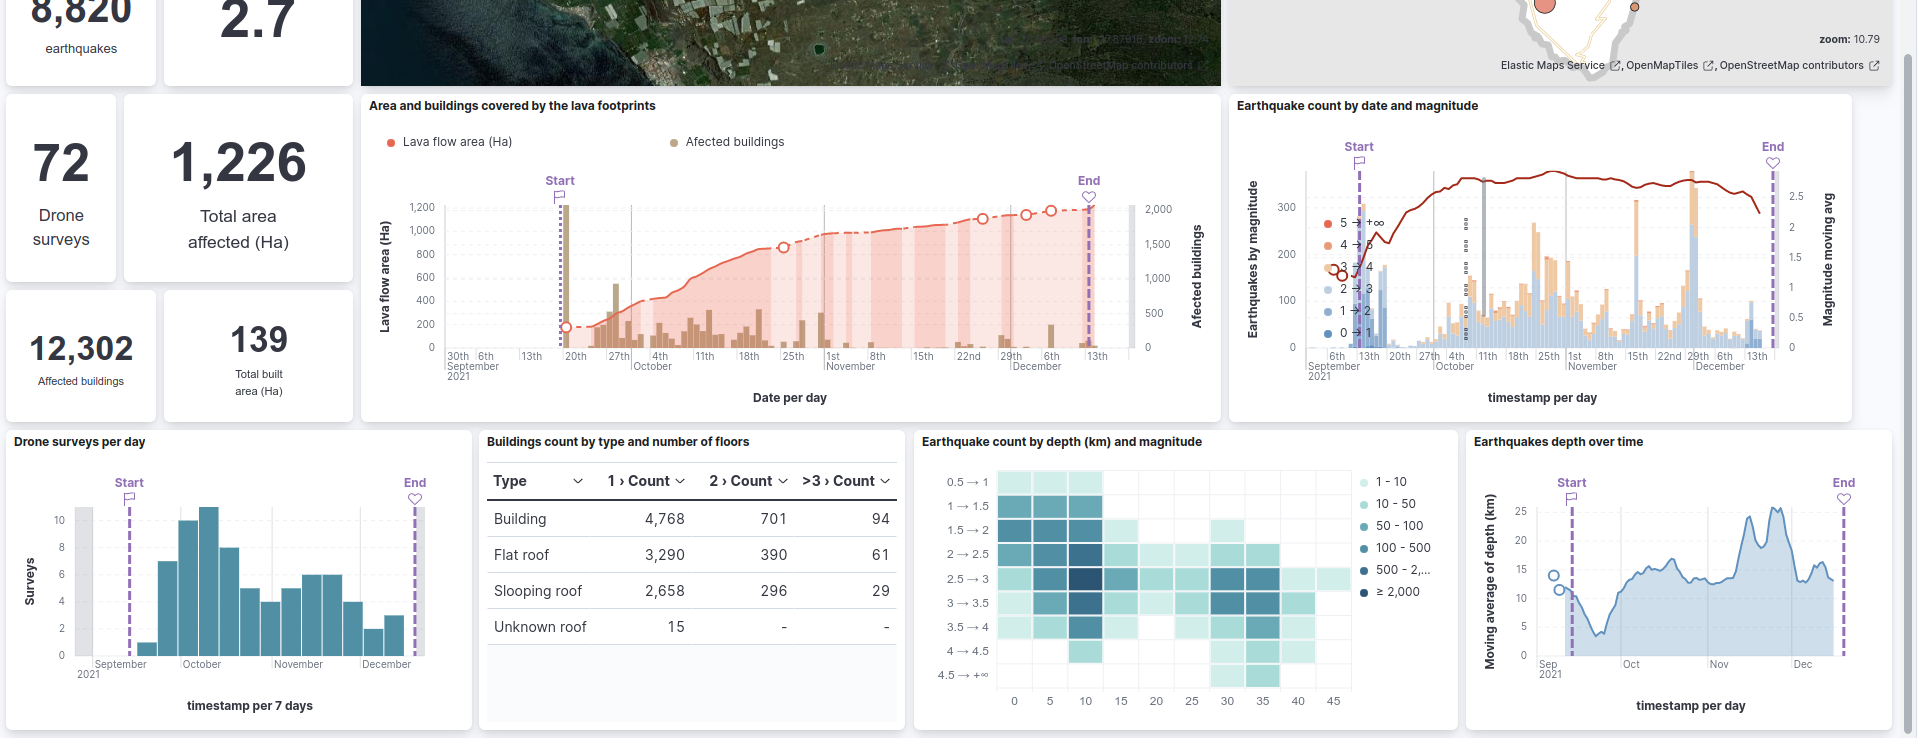 8,820
earthquakes
2.7
zoom:
OpenStreetMap contributors
zoom: 10.79
Elastic Maps Service , OpenMapTiles , OpenStreetMap contributors
72
Drone
surveys
1,226
Total area
affected (Ha)
12,302
Affected buildings
139
Total built
area (Ha)
Area and buildings covered by the lava footprints
Lava flow area (Ha)
Afected buildings
Start
End
Lava flow area (Ha)
1,200
1,000
800
600
400
200
0
2,000
1,500
1,000
500
0
Afected buildings
30th 6th 13th 20th 27th 4th 11th 18th 25th 1st 8th 15th 22nd 29th 6th 13th
September October November December
2021
Date per day
Earthquake count by date and magnitude
Start
End
Earthquakes by magnitude
300
200
100
0
5 → +∞
4 → 5
3 → 4
2 → 3
1 → 2
0 → 1
2.5
2
1.5
1
0.5
0
Magnitude moving avg
6th 13th 20th 27th 4th 11th 18th 25th 1st 8th 15th 22nd 29th 6th 13th
September October November December
2021
timestamp per day
Drone surveys per day
Start
End
Surveys
10
8
6
4
2
0
September October November December
2021
timestamp per 7 days
Buildings count by type and number of floors
Type 1 › Count 2 › Count >3 › Count
Building 4,768 701 94
Flat roof 3,290 390 61
Slooping roof 2,658 296 29
Unknown roof 15 - -
Earthquake count by depth (km) and magnitude
0.5 → 1
1 → 1.5
1.5 → 2
2 → 2.5
2.5 → 3
3 → 3.5
3.5 → 4
4 → 4.5
4.5 → +∞
0 5 10 15 20 25 30 35 40 45
1 - 10
10 - 50
50 - 100
100 - 500
500 - 2,...
≥ 2,000
Earthquakes depth over time
Start
End
Moving average of depth (km)
25
20
15
10
5
0
Sep Oct Nov Dec
2021
timestamp per day